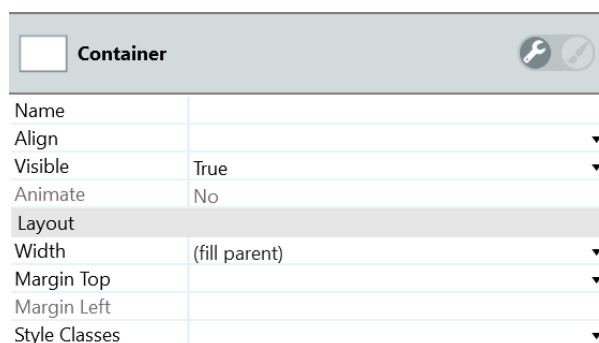 Container
Name
Align
Visible True
Animate No
Layout
Width (fill parent)
Margin Top
Margin Left
Style Classes